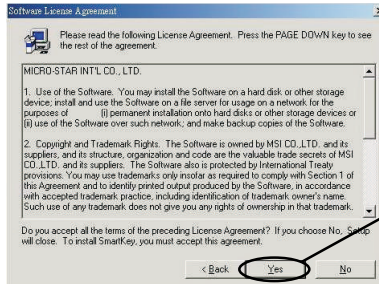 Software License Agreement
Please read the following License Agreement. Press the PAGE DOWN key to see
the rest of the agreement.
MICRO-STAR INT'L CO., LTD.
1. Use of the Software. You may install the Software on a hard disk or other storage
device; install and use the Software on a file server for usage on a network for the
purposes of (i) permanent installation onto hard disks or other storage devices or
(ii) use of the Software over such network; and make backup copies of the Software.
2. Copyright and Trademark Rights. The Software is owned by MSI CO.,LTD. and its
suppliers, and its structure, organization and code are the valuable trade secrets of MSI
CO.,LTD. and its suppliers. The Software also is protected by International Treaty
provisions. You may use trademarks only insofar as required to comply with Section 1 of
this Agreement and to identify printed output produced by the Software, in accordance
with accepted trademark practice, including identification of trademark owner's name.
Such use of any trademark does not give you any rights of ownership in that trademark.
Do you accept all the terms of the preceding License Agreement? If you choose No, Setup
will close. To install SmartKey, you must accept this agreement.
< Back Yes No